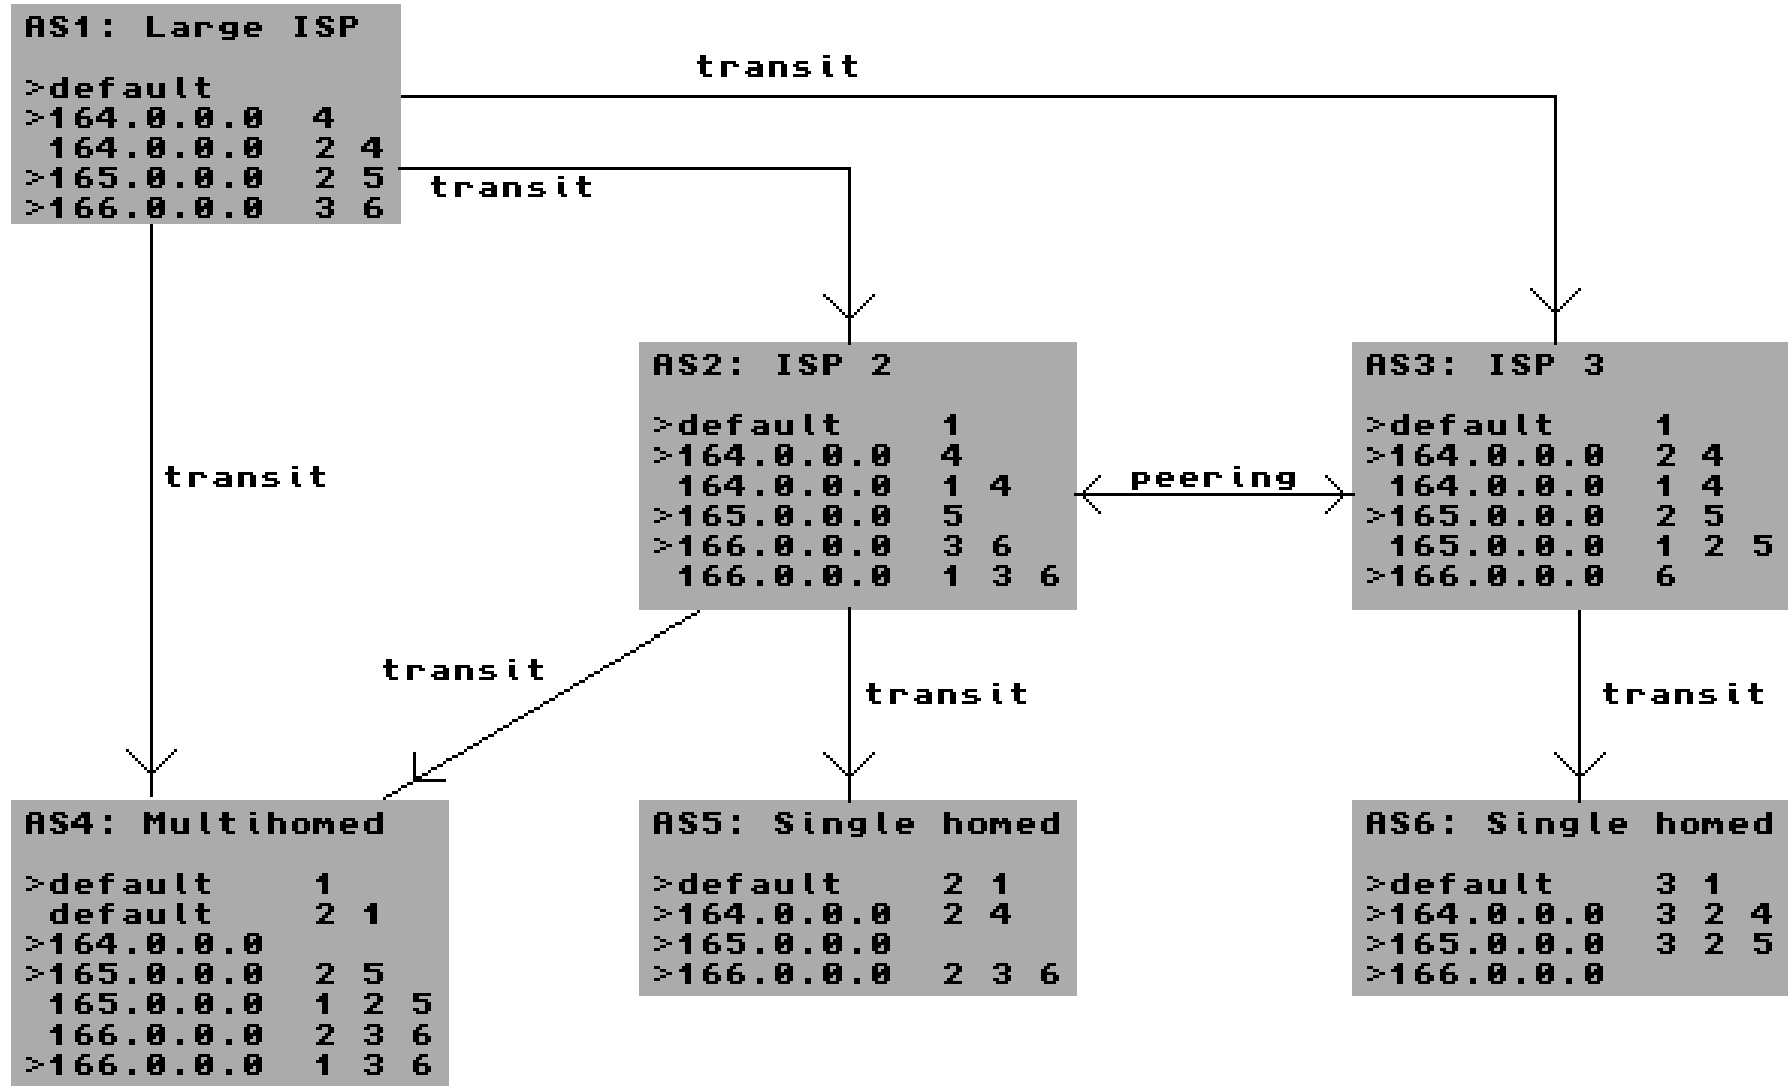 AS1: Large ISP
>default
>164.0.0.0 4
164.0.0.0 2 4
>165.0.0.0 2 5
>166.0.0.0 3 6
transit
transit
transit
AS2: ISP 2
>default 1
>164.0.0.0 4
164.0.0.0 1 4
>165.0.0.0 5
>166.0.0.0 3 6
166.0.0.0 1 3 6
peering
AS3: ISP 3
>default 1
>164.0.0.0 2 4
164.0.0.0 1 4
>165.0.0.0 2 5
165.0.0.0 1 2 5
>166.0.0.0 6
transit
transit
transit
AS4: Multihomed
>default 1
default 2 1
>164.0.0.0
>165.0.0.0 2 5
165.0.0.0 1 2 5
166.0.0.0 2 3 6
>166.0.0.0 1 3 6
AS5: Single homed
>default 2 1
>164.0.0.0 2 4
>165.0.0.0
>166.0.0.0 2 3 6
AS6: Single homed
>default 3 1
>164.0.0.0 3 2 4
>165.0.0.0 3 2 5
>166.0.0.0